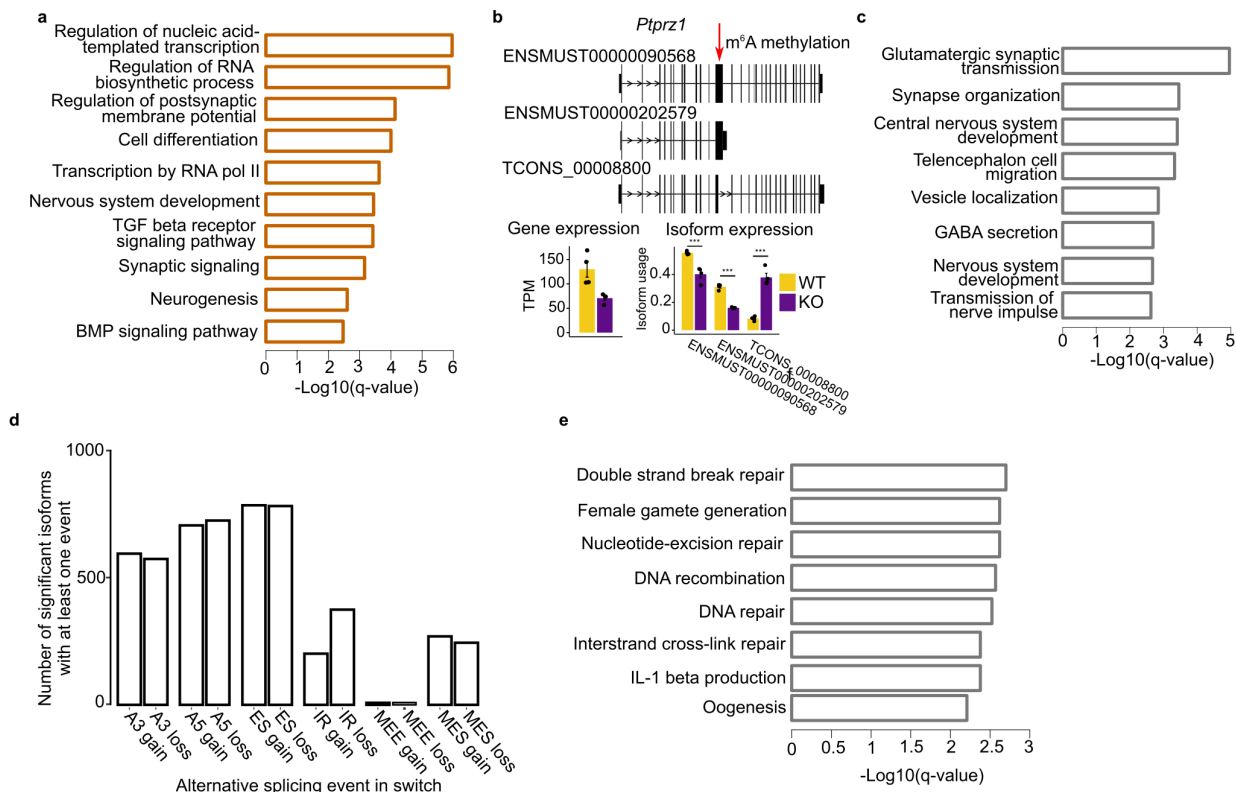 a
Regulation of nucleic acid-
templated transcription
Regulation of RNA
biosynthetic process
Regulation of postsynaptic
membrane potential
Cell differentiation
Transcription by RNA pol II
Nervous system development
TGF beta receptor
signaling pathway
Synaptic signaling
Neurogenesis
BMP signaling pathway
0 1 2 3 4 5 6
-Log10(q-value)
b
Ptprz1
m6A methylation
ENSMUST00000090568
ENSMUST00000202579
TCONS_00008800
Gene expression
TPM
150
100
50
0
Isoform expression
Isoform usage
0.4
0.2
0
***
***
***
WT
KO
TCONS_00008800
ENSMUST00000202579
ENSMUST00000090568
c
Glutamatergic synaptic
transmission
Synapse organization
Central nervous system
development
Telencephalon cell
migration
Vesicle localization
GABA secretion
Nervous system
development
Transmission of
nerve impulse
0 1 2 3 4 5
-Log10(q-value)
d
Number of significant isoforms
with at least one event
1000
500
0
A3 gain
A3 loss
A5 gain
A5 loss
ES gain
ES loss
IR gain
IR loss
MEE gain
MEE loss
MES gain
MES loss
Alternative splicing event in switch
e
Double strand break repair
Female gamete generation
Nucleotide-excision repair
DNA recombination
DNA repair
Interstrand cross-link repair
IL-1 beta production
Oogenesis
0 0.5 1 1.5 2 2.5 3
-Log10(q-value)